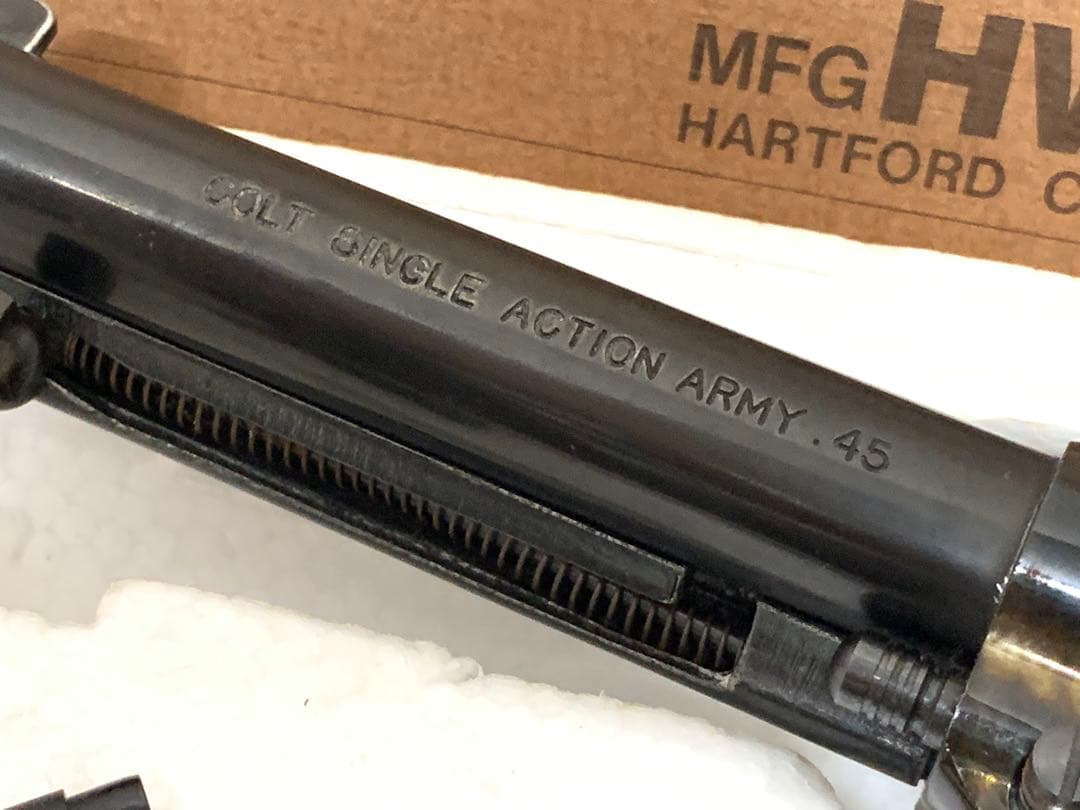 MFG HW
HARTFORD
COLT SINGLE ACTION ARMY .45